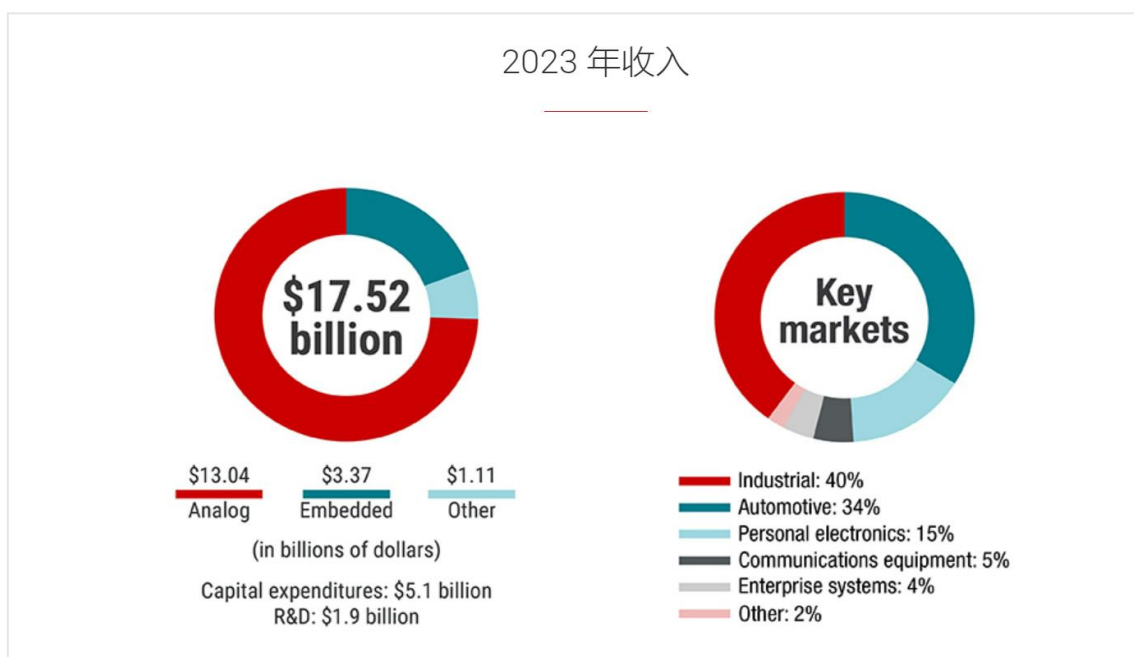 2023 年收入
$17.52
billion
$13.04
Analog
$3.37
Embedded
$1.11
Other
(in billions of dollars)
Capital expenditures: $5.1 billion
R&D: $1.9 billion
Key
markets
Industrial: 40%
Automotive: 34%
Personal electronics: 15%
Communications equipment: 5%
Enterprise systems: 4%
Other: 2%